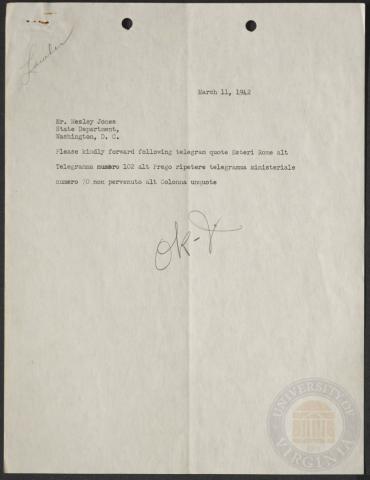 March 11, 1942
Mr. Wesley Jones
State Department,
Washington, D. C.
Please kindly forward following telegram quote Esteri Rome alt
Telegramma numero 102 alt Prego ripetere telegramma ministeriale
numero 70 non pervenuto alt Colonna unquote
OK-J
UNIVERSITY OF VIRGINIA